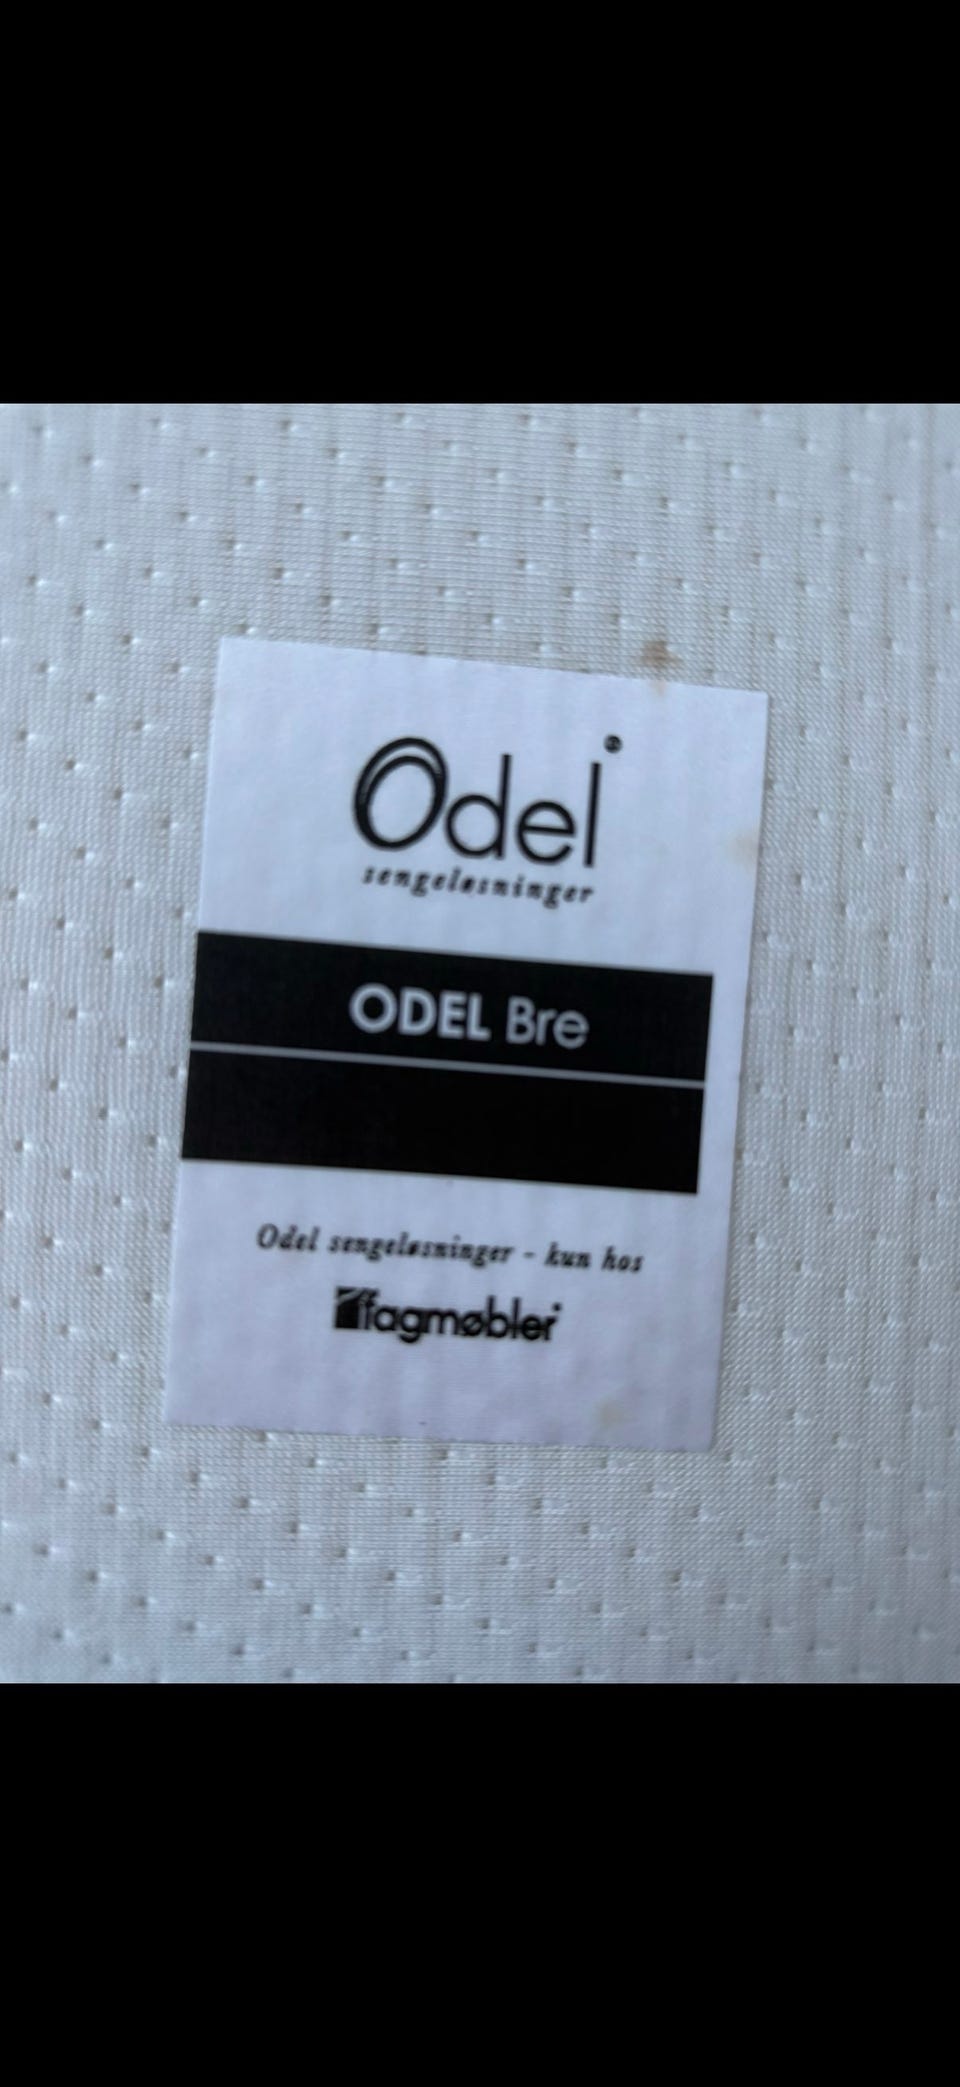 Odel
sengeløsninger
ODEL Bre
Odel sengeløsninger - kun hos
fagmøbler